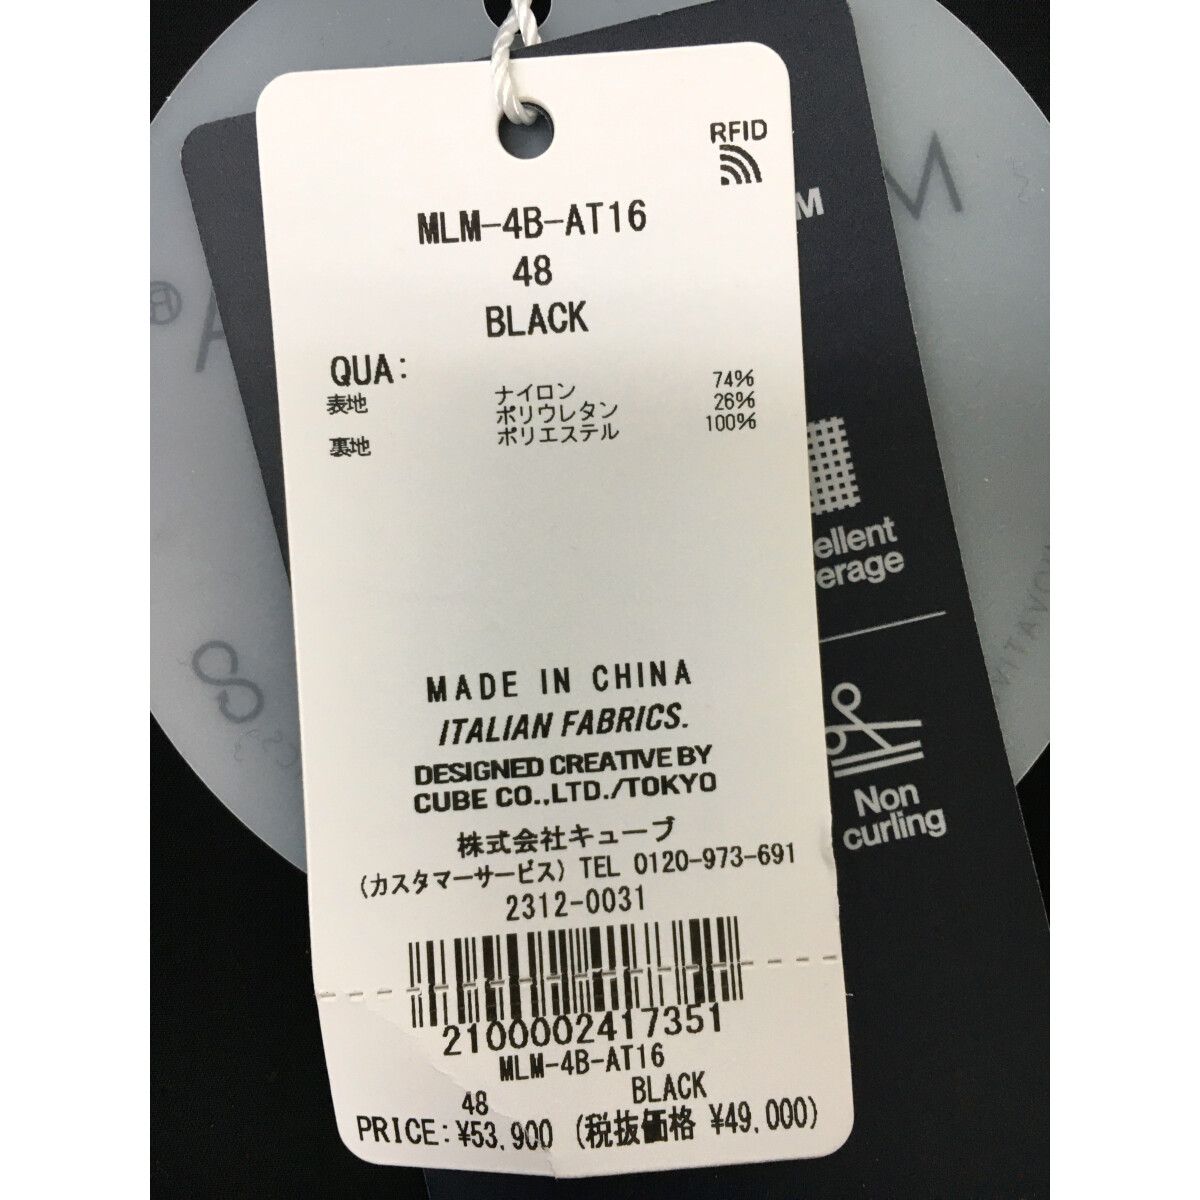 RFID
MLM-4B-AT16
48
BLACK
QUA:
表地 ナイロン 74%
ポリウレタン 26%
裏地 ポリエステル 100%
MADE IN CHINA
ITALIAN FABRICS.
DESIGNED CREATIVE BY
CUBE CO.,LTD./TOKYO
株式会社キューブ
(カスタマーサービス) TEL 0120-973-691
2312-0031
2100002417351
MLM-4B-AT16
48 BLACK
PRICE:¥53,900 (税抜価格 ¥49,000)
M
ellent
erage
Non
curling